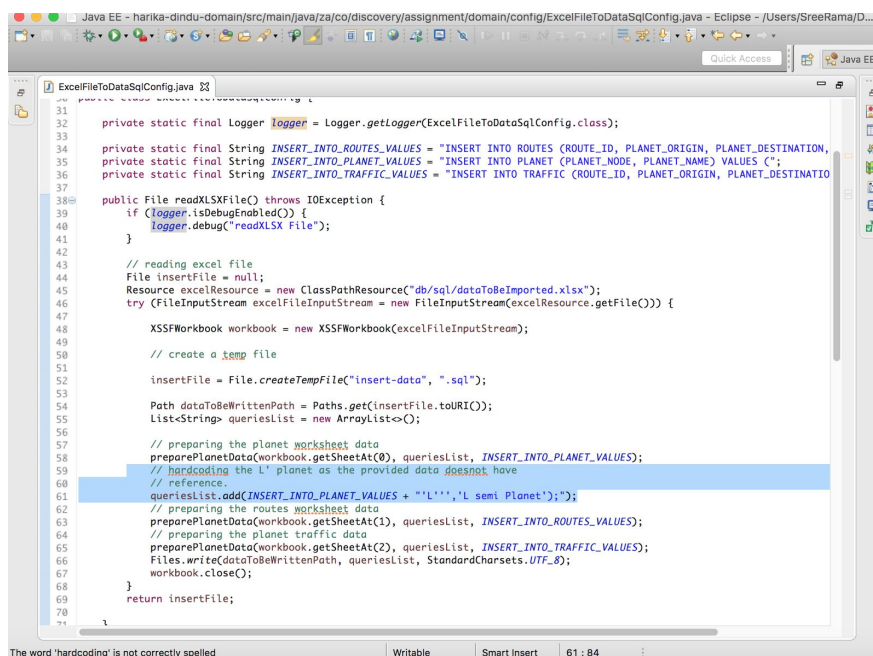 Java EE - harika-dindu-domain/src/main/java/za/co/discovery/assignment/domain/config/ExcelFileToDataSqlConfig.java - Eclipse - /Users/SreeRama/D...
Quick Access
Java EE
ExcelFileToDataSqlConfig.java
30 public class ExcelFileToDataSqlConfig {
31
32 private static final Logger logger = Logger.getLogger(ExcelFileToDataSqlConfig.class);
33
34 private static final String INSERT_INTO_ROUTES_VALUES = "INSERT INTO ROUTES (ROUTE_ID, PLANET_ORIGIN, PLANET_DESTINATION,
35 private static final String INSERT_INTO_PLANET_VALUES = "INSERT INTO PLANET (PLANET_NODE, PLANET_NAME) VALUES (";
36 private static final String INSERT_INTO_TRAFFIC_VALUES = "INSERT INTO TRAFFIC (ROUTE_ID, PLANET_ORIGIN, PLANET_DESTINATIO
37
38 public File readXLSXFile() throws IOException {
39 if (logger.isDebugEnabled()) {
40 logger.debug("readXLSX File");
41 }
42
43 // reading excel file
44 File insertFile = null;
45 Resource excelResource = new ClassPathResource("db/sql/dataToBeImported.xlsx");
46 try (FileInputStream excelFileInputStream = new FileInputStream(excelResource.getFile())) {
47
48 XSSFWorkbook workbook = new XSSFWorkbook(excelFileInputStream);
49
50 // create a temp file
51
52 insertFile = File.createTempFile("insert-data", ".sql");
53
54 Path dataToBeWrittenPath = Paths.get(insertFile.toURI());
55 List<String> queriesList = new ArrayList<>();
56
57 // preparing the planet worksheet data
58 preparePlanetData(workbook.getSheetAt(0), queriesList, INSERT_INTO_PLANET_VALUES);
59 // hardcoding the L' planet as the provided data doesnot have
60 // reference.
61 queriesList.add(INSERT_INTO_PLANET_VALUES + "'L''','L semi Planet');");
62 // preparing the routes worksheet data
63 preparePlanetData(workbook.getSheetAt(1), queriesList, INSERT_INTO_ROUTES_VALUES);
64 // preparing the planet traffic data
65 preparePlanetData(workbook.getSheetAt(2), queriesList, INSERT_INTO_TRAFFIC_VALUES);
66 Files.write(dataToBeWrittenPath, queriesList, StandardCharsets.UTF_8);
67 workbook.close();
68 }
69 return insertFile;
70
71 }
The word 'hardcoding' is not correctly spelled
Writable
Smart Insert
61 : 84